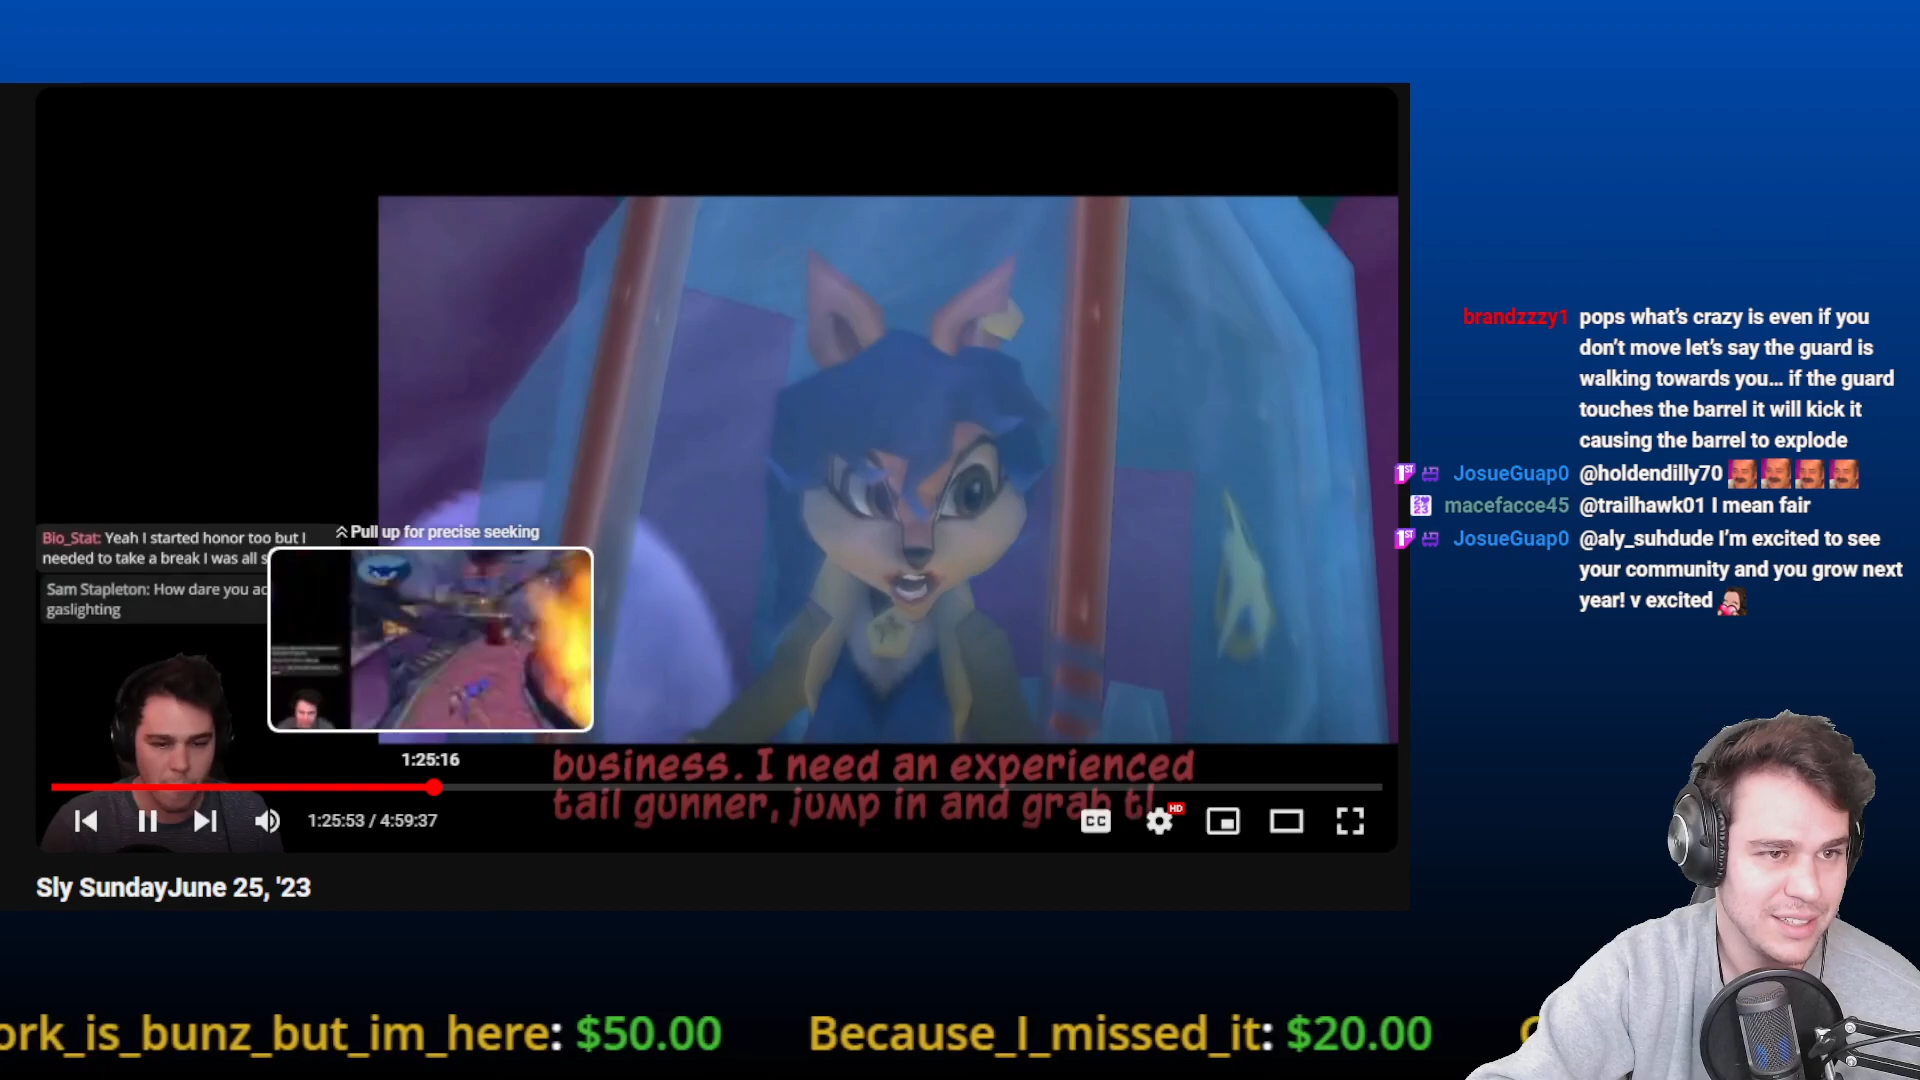 brandzzzy1 pops what's crazy is even if you
don't move let's say the guard is
walking towards you... if the guard
touches the barrel it will kick it
causing the barrel to explode
1ST JosueGuap0 @holdendilly70
macefacce45 @trailhawk01 I mean fair
1ST JosueGuap0 @aly_suhdude I'm excited to see
your community and you grow next
year! v excited
Bio_Stat: Yeah I started honor too but I
needed to take a break I was all s
Sam Stapleton: How dare you ac
gaslighting
Pull up for precise seeking
1:25:16
business. I need an experienced
tail gunner, jump in and grab t
1:25:53 / 4:59:37
CC
HD
Sly SundayJune 25, '23
ork_is_bunz_but_im_here: $50.00
Because_I_missed_it: $20.00